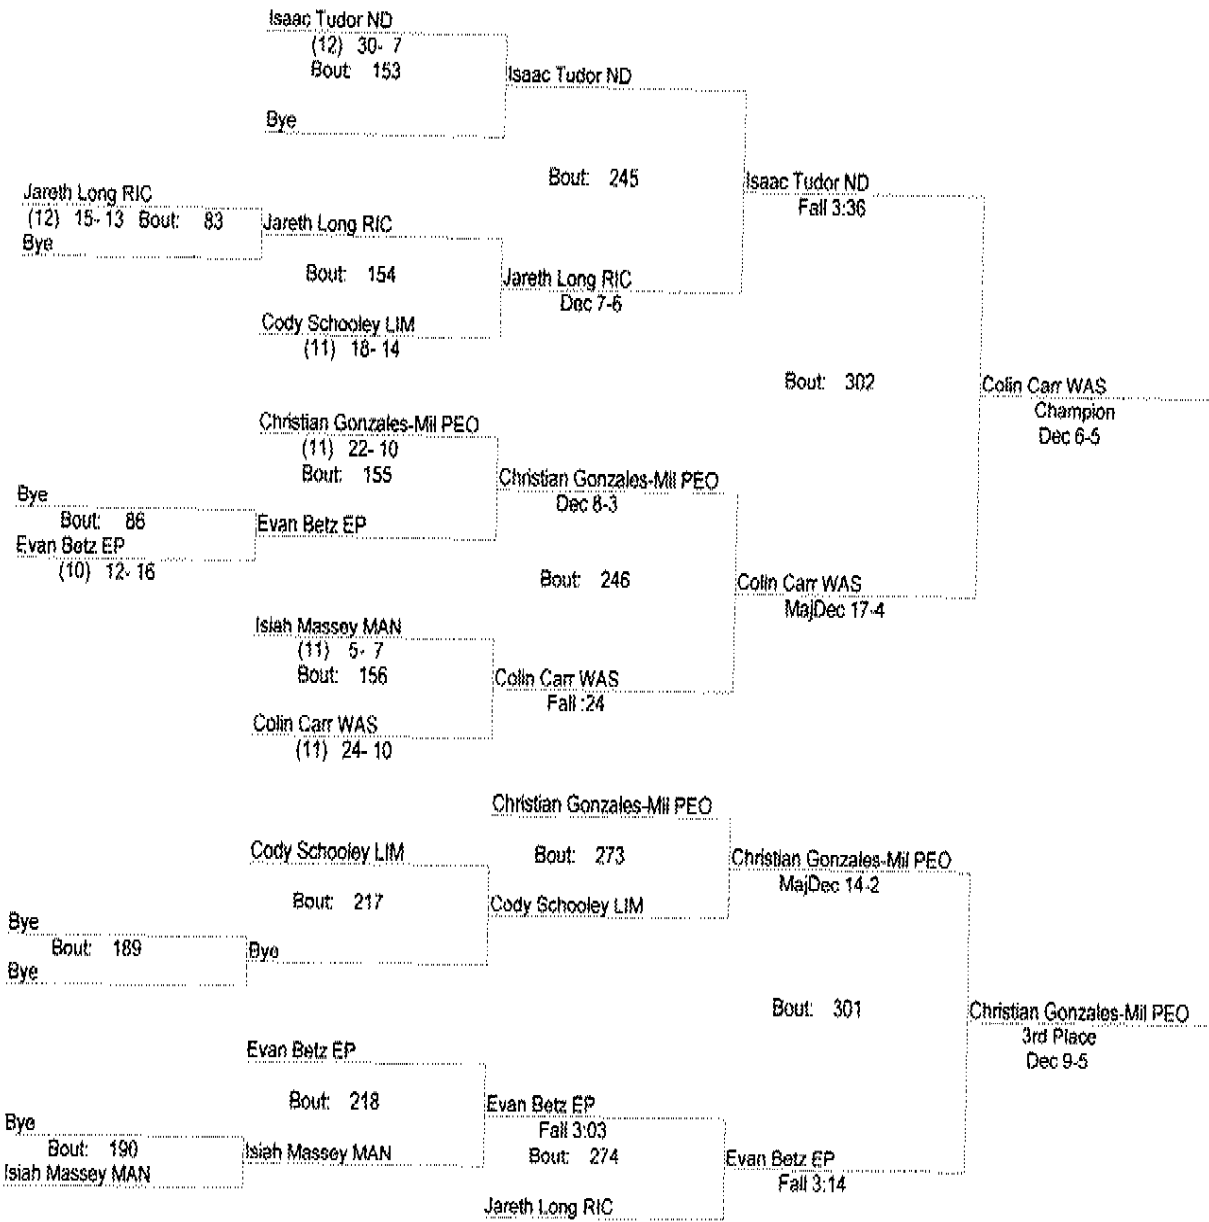 Isaac Tudor ND
(12) 30- 7
Bout: 153
Isaac Tudor ND
Bye
Bout: 245
Isaac Tudor ND
Fall 3:36
Jareth Long RIC
(12) 15- 13 Bout: 83
Bye
Jareth Long RIC
Bout: 154
Jareth Long RIC
Dec 7-6
Cody Schooley LIM
(11) 18- 14
Bout: 302
Colin Carr WAS
Champion
Dec 6-5
Christian Gonzales-Mil PEO
(11) 22- 10
Bout: 155
Christian Gonzales-Mil PEO
Dec 8-3
Bye
Bout: 86
Evan Betz EP
(10) 12- 16
Evan Betz EP
Bout: 246
Colin Carr WAS
MajDec 17-4
Isiah Massey MAN
(11) 5- 7
Bout: 156
Colin Carr WAS
Fall :24
Colin Carr WAS
(11) 24- 10
Christian Gonzales-Mil PEO
Cody Schooley LIM
Bout: 273
Christian Gonzales-Mil PEO
MajDec 14-2
Bout: 217
Cody Schooley LIM
Bye
Bout: 189
Bye
Bye
Bout: 301
Christian Gonzales-Mil PEO
3rd Place
Dec 9-5
Evan Betz EP
Bout: 218
Evan Betz EP
Fall 3:03
Bye
Bout: 190
Isiah Massey MAN
Isiah Massey MAN
Bout: 274
Evan Betz EP
Fall 3:14
Jareth Long RIC